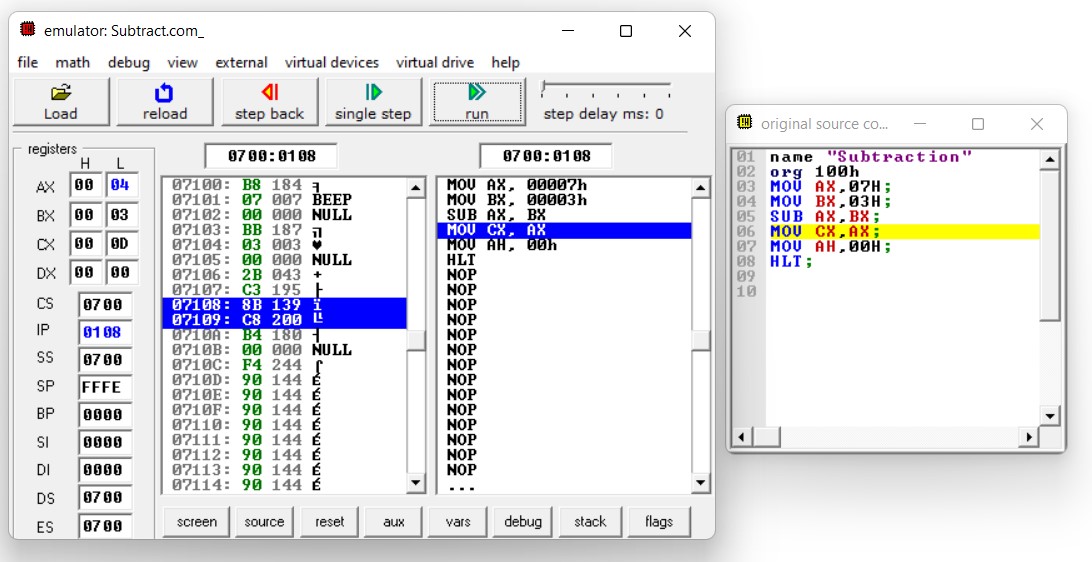 emulator: Subtract.com_
file math debug view external virtual devices virtual drive help
Load reload step back single step run step delay ms: 0
registers
H L
AX 00 04
BX 00 03
CX 00 0D
DX 00 00
CS 0700
IP 0108
SS 0700
SP FFFE
BP 0000
SI 0000
DI 0000
DS 0700
ES 0700
0700:0108
07100: B8 184 ╕
07101: 07 007 BEEP
07102: 00 000 NULL
07103: BB 187 ╗
07104: 03 003 ♥
07105: 00 000 NULL
07106: 2B 043 +
07107: C3 195 ├
07108: 8B 139 ï
07109: C8 200 ╚
0710A: B4 180 ┤
0710B: 00 000 NULL
0710C: F4 244 ⌠
0710D: 90 144 É
0710E: 90 144 É
0710F: 90 144 É
07110: 90 144 É
07111: 90 144 É
07112: 90 144 É
07113: 90 144 É
07114: 90 144 É
0700:0108
MOV AX, 00007h
MOV BX, 00003h
SUB AX, BX
MOV CX, AX
MOV AH, 00h
HLT
NOP
NOP
NOP
NOP
NOP
NOP
NOP
NOP
NOP
NOP
NOP
NOP
NOP
NOP
...
screen source reset aux vars debug stack flags
original source co...
01 name "Subtraction"
02 org 100h
03 MOV AX,07H;
04 MOV BX,03H;
05 SUB AX,BX;
06 MOV CX,AX;
07 MOV AH,00H;
08 HLT;
09
10